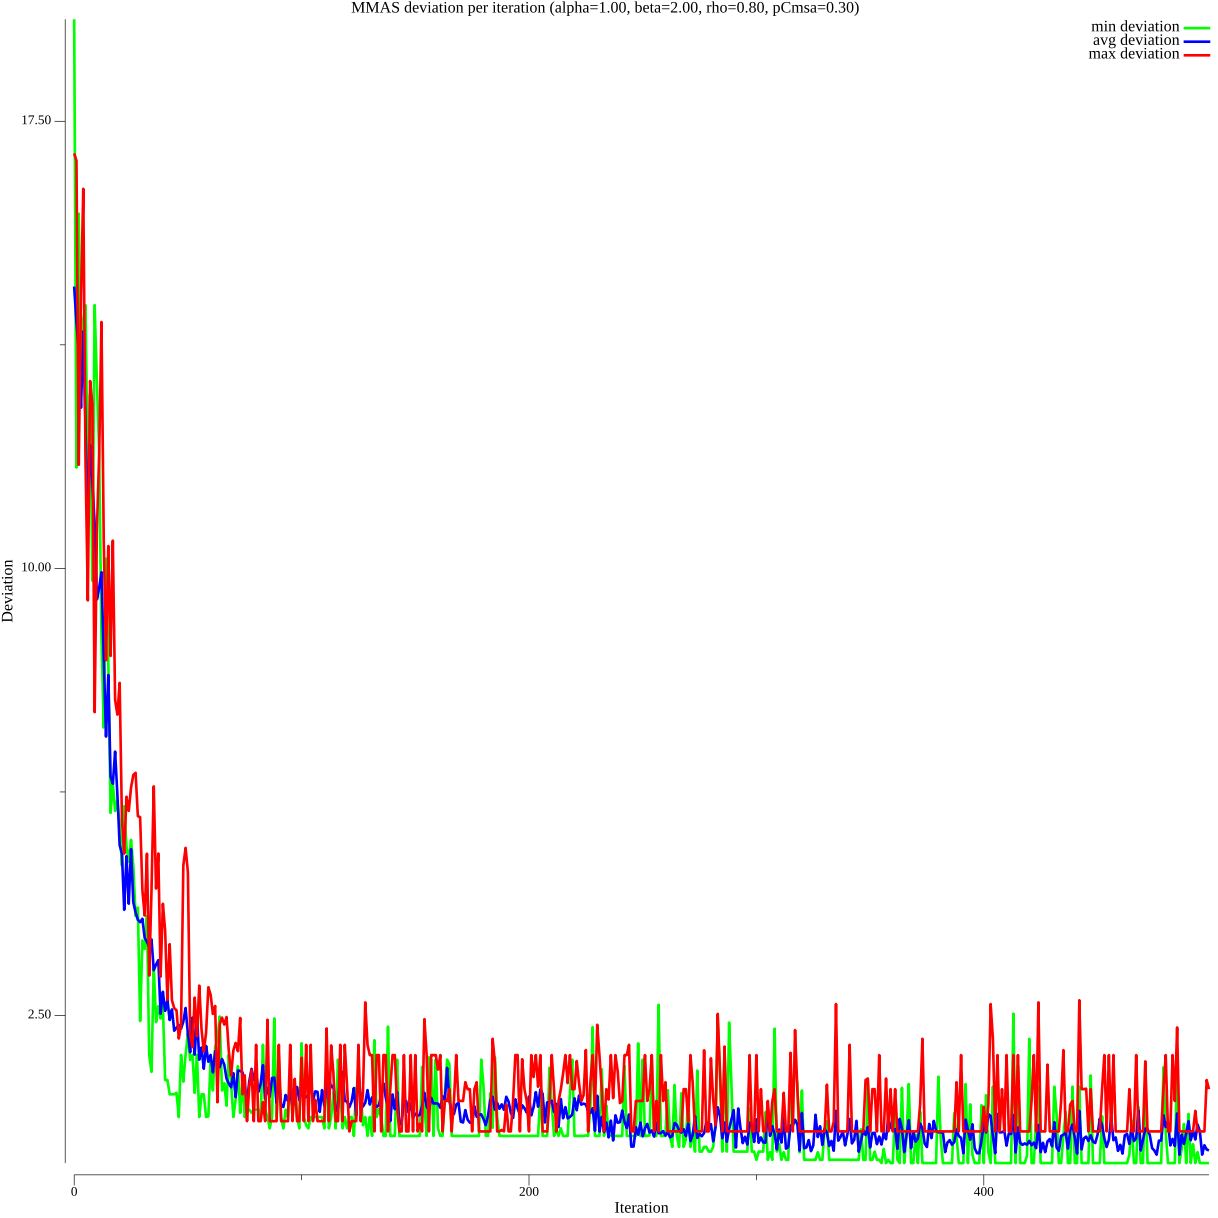 MMAS deviation per iteration (alpha=1.00, beta=2.00, rho=0.80, pCmsa=0.30)
min deviation
avg deviation
max deviation
17.50
10.00
2.50
Deviation
0
200
400
Iteration